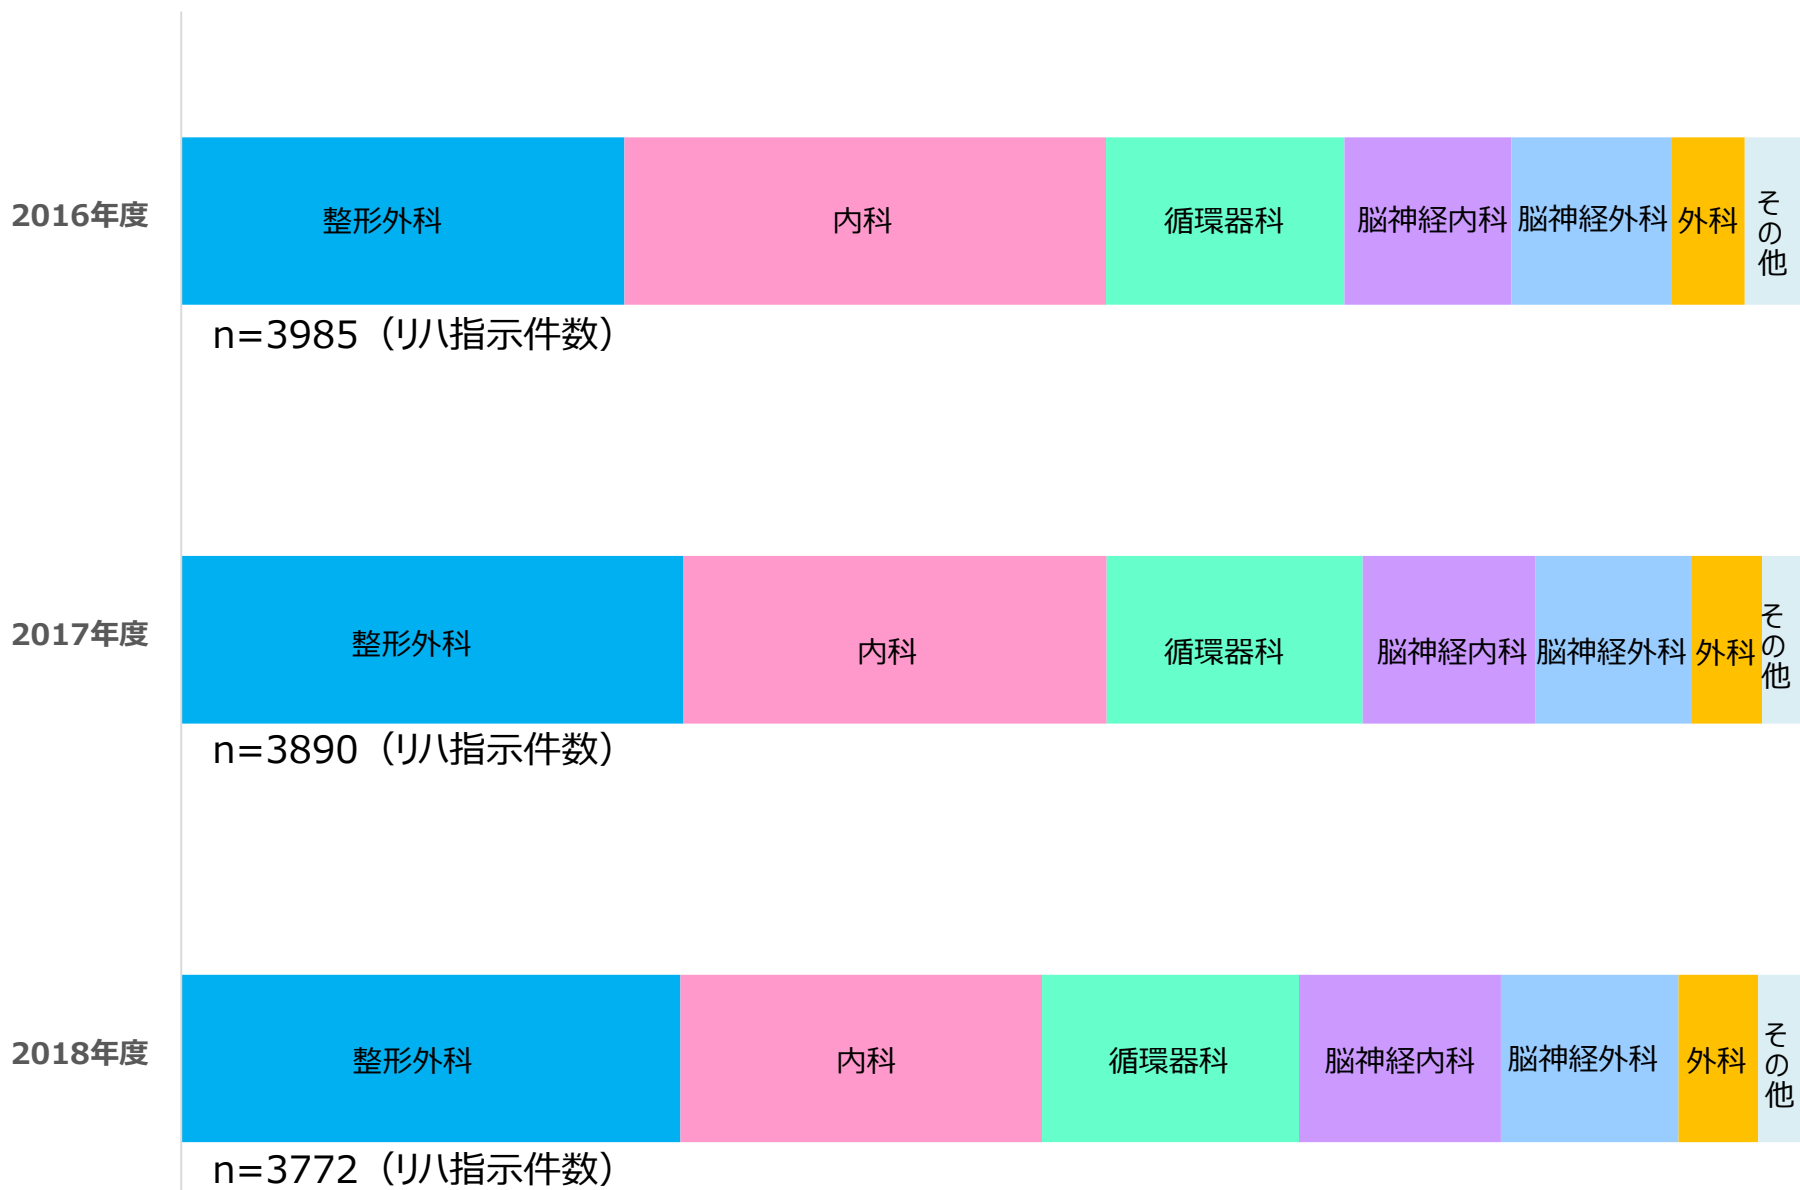 2016年度
整形外科
内科
循環器科
脳神経内科
脳神経外科
外科
その他
n=3985（リハ指示件数）
2017年度
整形外科
内科
循環器科
脳神経内科
脳神経外科
外科
その他
n=3890（リハ指示件数）
2018年度
整形外科
内科
循環器科
脳神経内科
脳神経外科
外科
その他
n=3772（リハ指示件数）